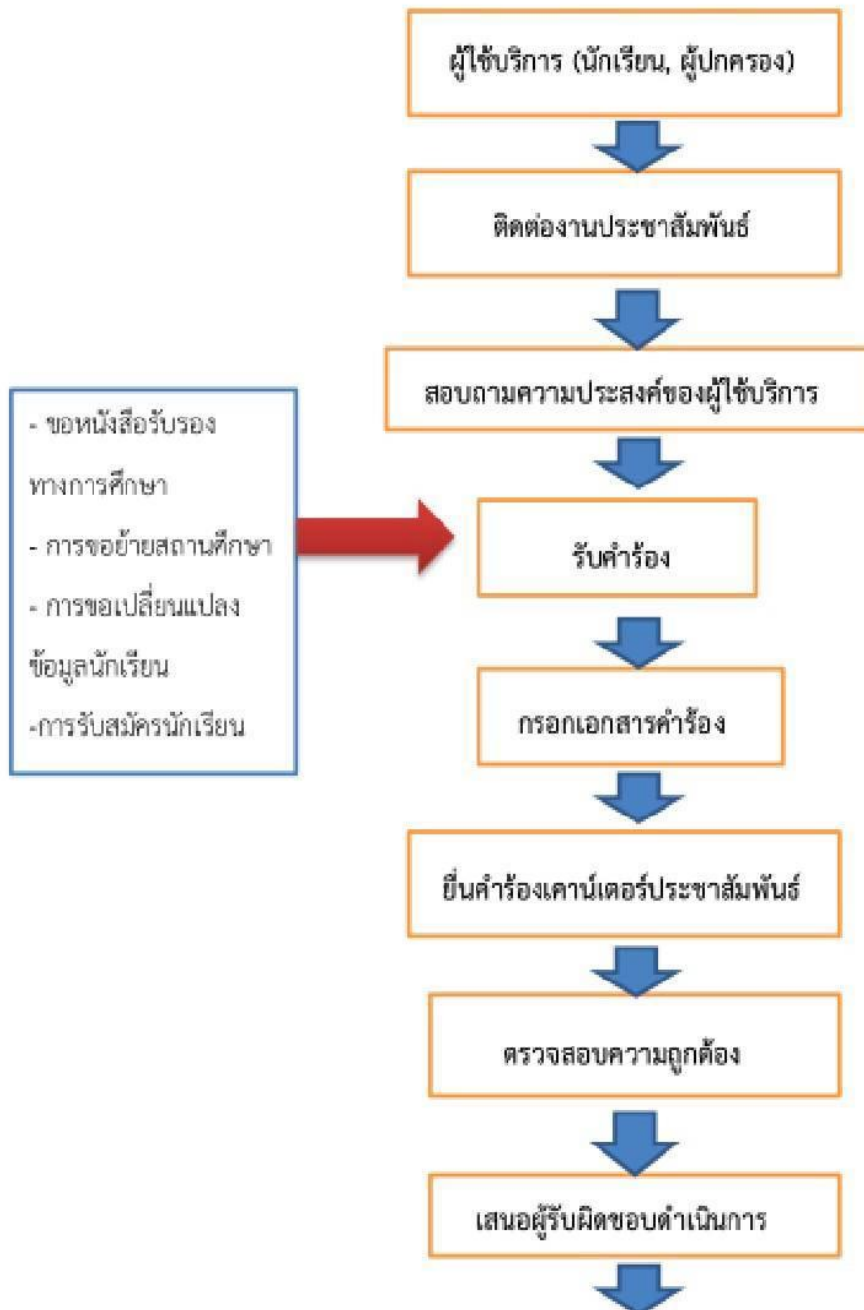 ผู้ใช้บริการ (นักเรียน, ผู้ปกครอง)
ติดต่องานประชาสัมพันธ์
สอบถามความประสงค์ของผู้ใช้บริการ
- ขอหนังสือรับรอง
ทางการศึกษา
- การขอย้ายสถานศึกษา
- การขอเปลี่ยนแปลง
ข้อมูลนักเรียน
-การรับสมัครนักเรียน
รับคำร้อง
กรอกเอกสารคำร้อง
ยื่นคำร้องเคาน์เตอร์ประชาสัมพันธ์
ตรวจสอบความถูกต้อง
เสนอผู้รับผิดชอบดำเนินการ